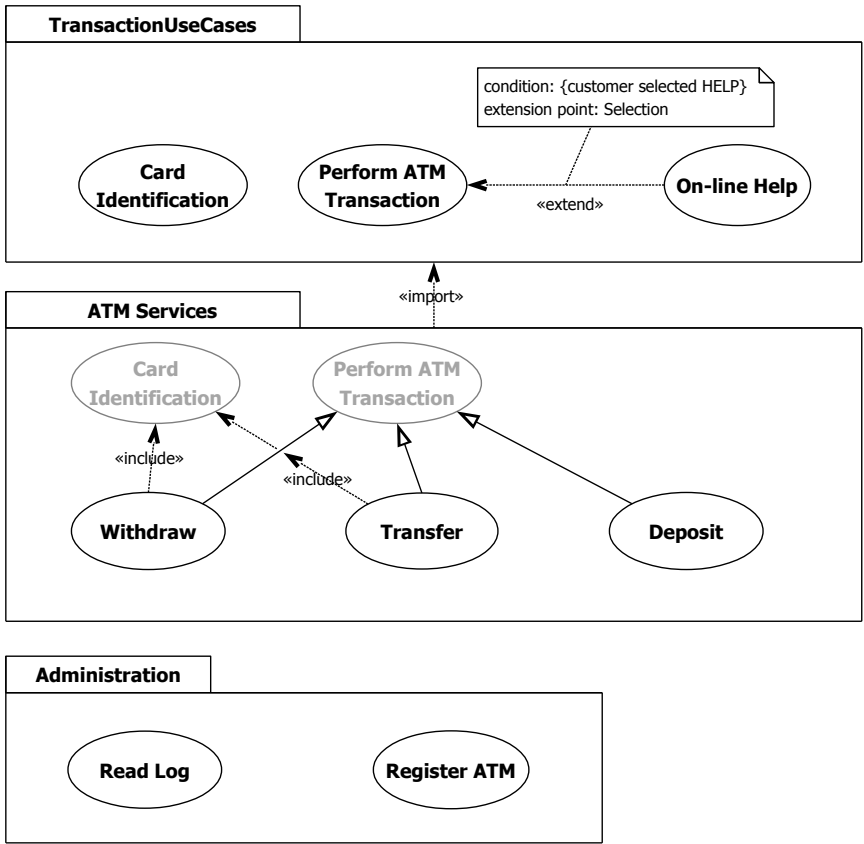 TransactionUseCases
condition: {customer selected HELP}
extension point: Selection
Card
Identification
Perform ATM
Transaction
On-line Help
«extend»
«import»
ATM Services
Card
Identification
Perform ATM
Transaction
«include»
«include»
Withdraw
Transfer
Deposit
Administration
Read Log
Register ATM